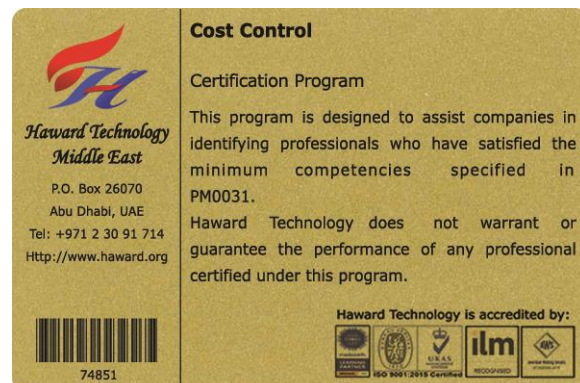 Haward Technology
Middle East
P.O. Box 26070
Abu Dhabi, UAE
Tel: +971 2 30 91 714
Http://www.haward.org
74851
Cost Control
Certification Program
This program is designed to assist companies in
identifying professionals who have satisfied the
minimum competencies specified in
PM0031.
Haward Technology does not warrant or
guarantee the performance of any professional
certified under this program.
Haward Technology is accredited by:
UKAS
ISO 9001:2015 Certified
ilm
RECOGNISED